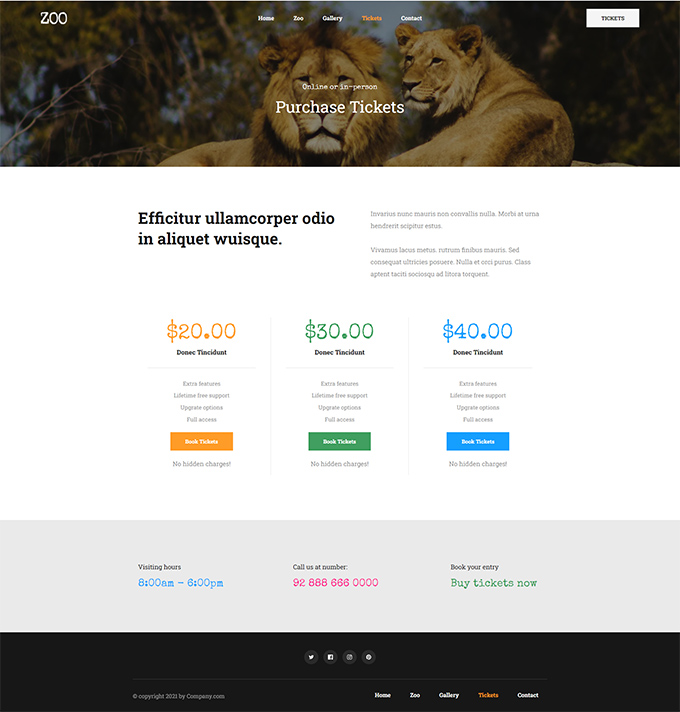 ZOO
Home Zoo Gallery Tickets Contact
TICKETS
Online or in-person
Purchase Tickets
Efficitur ullamcorper odio
in aliquet wuisque.
Invarius nunc mauris non convallis nulla. Morbi at urna
hendrerit scipitur estus.
Vivamus lacus metus. rutrum finibus mauris. Sed
consequat ultricies posuere. Nulla et orci purus. Class
aptent taciti sociosqu ad litora torquent.
$20.00
Donec Tincidunt
Extra features
Lifetime free support
Upgrate options
Full access
Book Tickets
No hidden charges!
$30.00
Donec Tincidunt
Extra features
Lifetime free support
Upgrate options
Full access
Book Tickets
No hidden charges!
$40.00
Donec Tincidunt
Extra features
Lifetime free support
Upgrate options
Full access
Book Tickets
No hidden charges!
Visiting hours
8:00am - 6:00pm
Call us at number:
92 888 666 0000
Book your entry
Buy tickets now
© copyright 2021 by Company.com
Home Zoo Gallery Tickets Contact